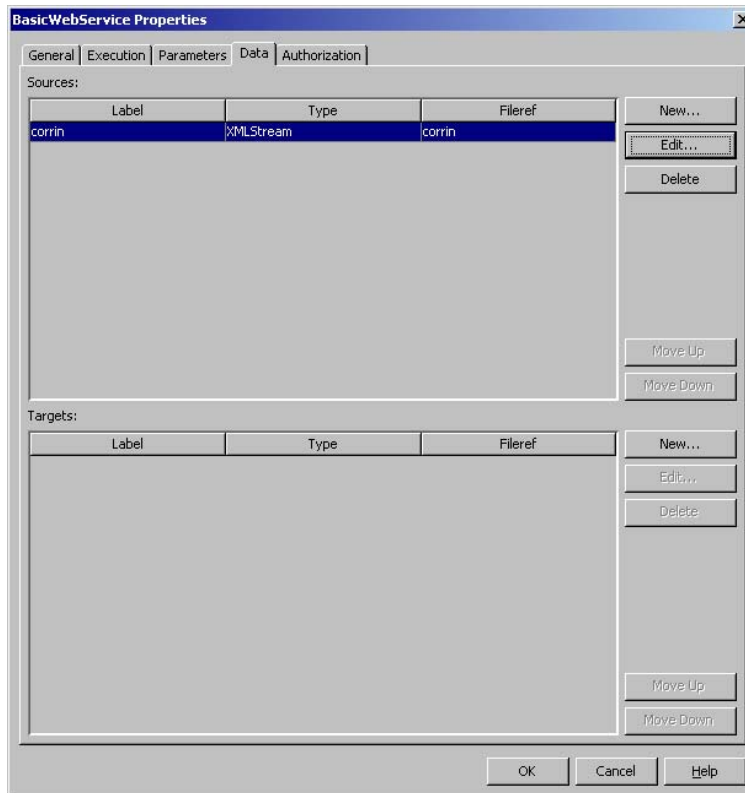 BasicWebService Properties
General Execution Parameters Data Authorization
Sources:
Label Type Fileref New...
corrin XMLStream corrin
Edit...
Delete
Move Up
Move Down
Targets:
Label Type Fileref New...
Edit...
Delete
Move Up
Move Down
OK Cancel Help